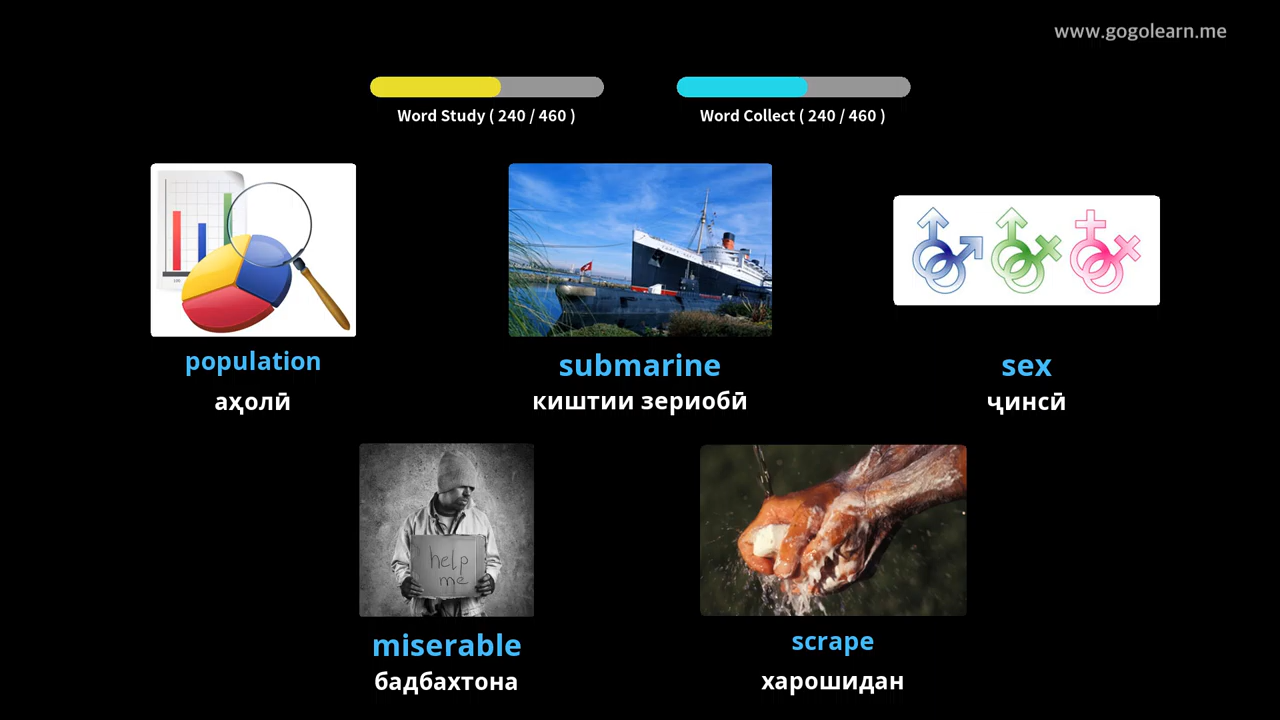 www.gogolearn.me
Word Study ( 240 / 460 )
Word Collect ( 240 / 460 )
population
аҳолӣ
submarine
киштии зериобӣ
sex
ҷинсӣ
help
me
miserable
бадбахтона
scrape
харошидан